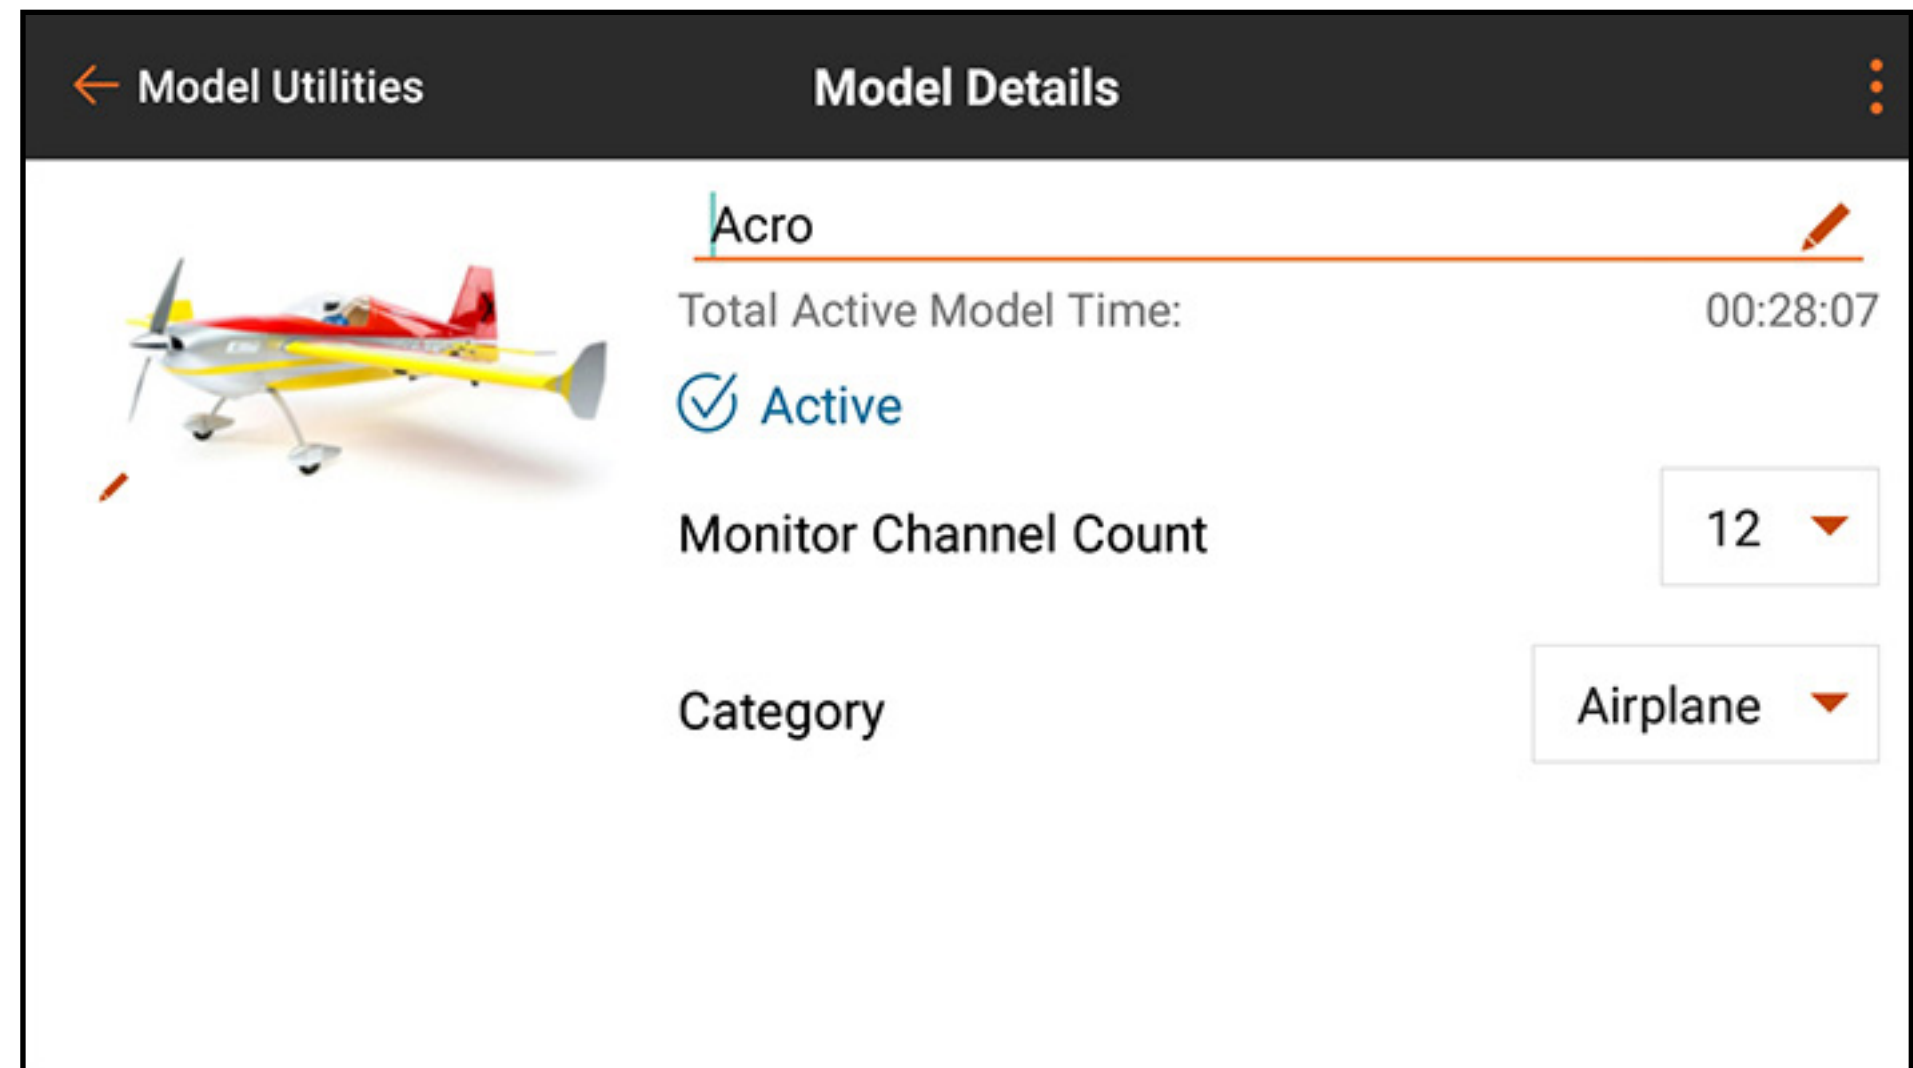 Model Utilities
Model Details
Acro
Total Active Model Time: 00:28:07
Active
Monitor Channel Count 12
Category Airplane